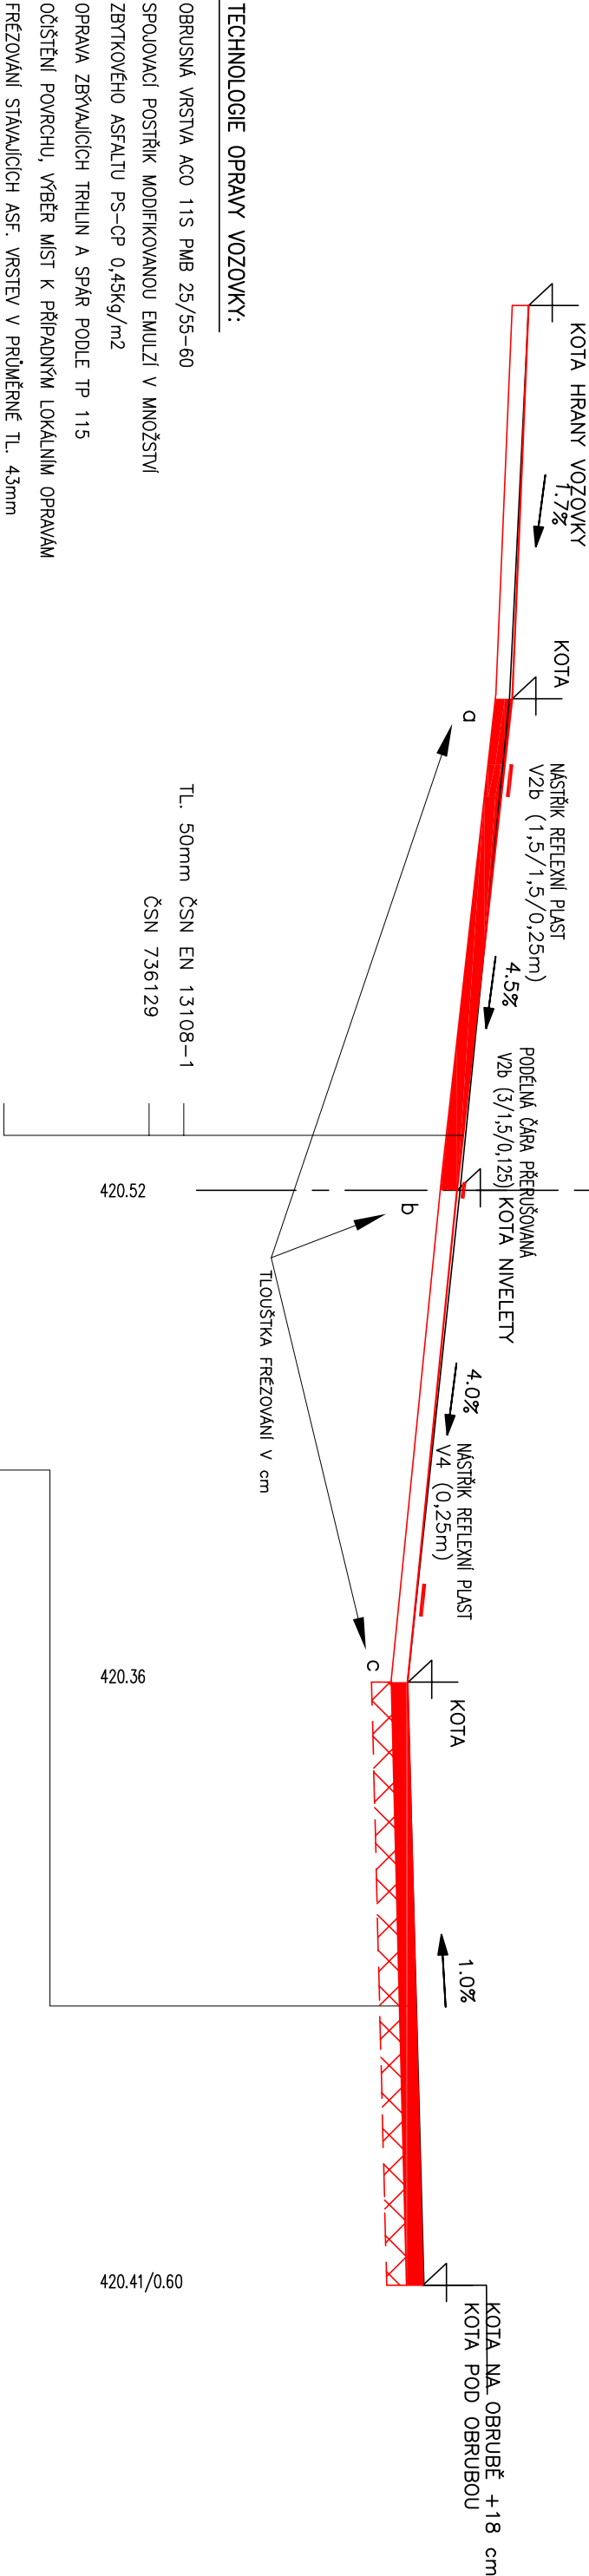 KOTA HRANY VOZOVKY
1.7%
KOTA
NÁSTŘIK REFLEXNÍ PLAST
V2b (1,5/1,5/0,25m)
4.5%
PODÉLNÁ ČÁRA PŘERUŠOVANÁ
V2b (3/1,5/0,125)
KOTA NIVELETY
4.0%
NÁSTŘIK REFLEXNÍ PLAST
V4 (0,25m)
KOTA
1.0%
KOTA NA OBRUBĚ +18 cm
KOTA POD OBRUBOU
a
b
c
TLOUŠTKA FRÉZOVÁNÍ V cm
420.52
420.36
420.41/0.60
TECHNOLOGIE OPRAVY VOZOVKY:
OBRUSNÁ VRSTVA ACO 11S PMB 25/55-60 TL. 50mm ČSN EN 13108-1
SPOJOVACÍ POSTŘIK MODIFIKOVANOU EMULZÍ V MNOŽSTVÍ ČSN 736129
ZBYTKOVÉHO ASFALTU PS-CP 0,45Kg/m2
OPRAVA ZBÝVAJÍCÍCH TRHLIN A SPÁR PODLE TP 115
OČIŠTĚNÍ POVRCHU, VÝBĚR MÍST K PŘÍPADNÝM LOKÁLNÍM OPRAVÁM
FRÉZOVÁNÍ STÁVAJÍCÍCH ASF. VRSTEV V PRŮMĚRNÉ TL. 43mm